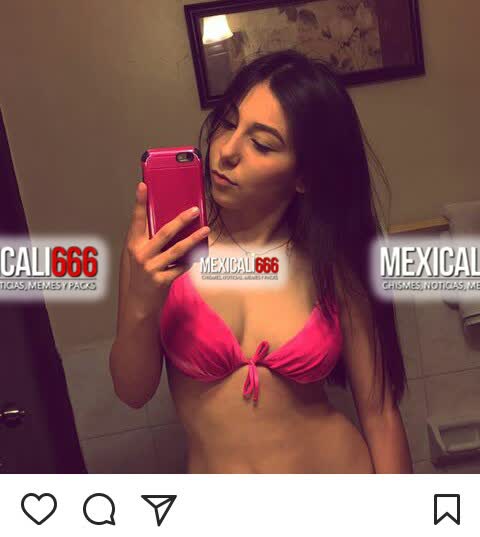 CALI666
TICIAS, MEMES Y PACKS
MEXICALI666
CHISMES, NOTICIAS, MEMES Y PACKS
MEXICAL
CHISMES, NOTICIAS, ME